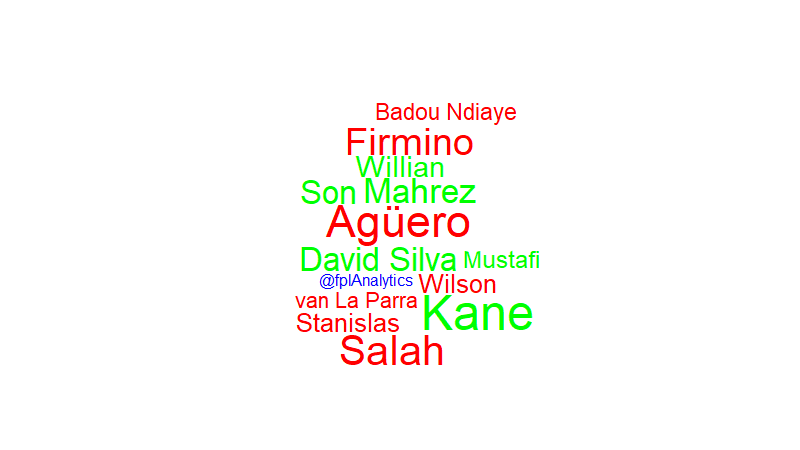 Badou Ndiaye
Firmino
Willian
Son Mahrez
Agüero
David Silva Mustafi
@fplAnalytics Wilson
van La Parra
Kane
Stanislas
Salah